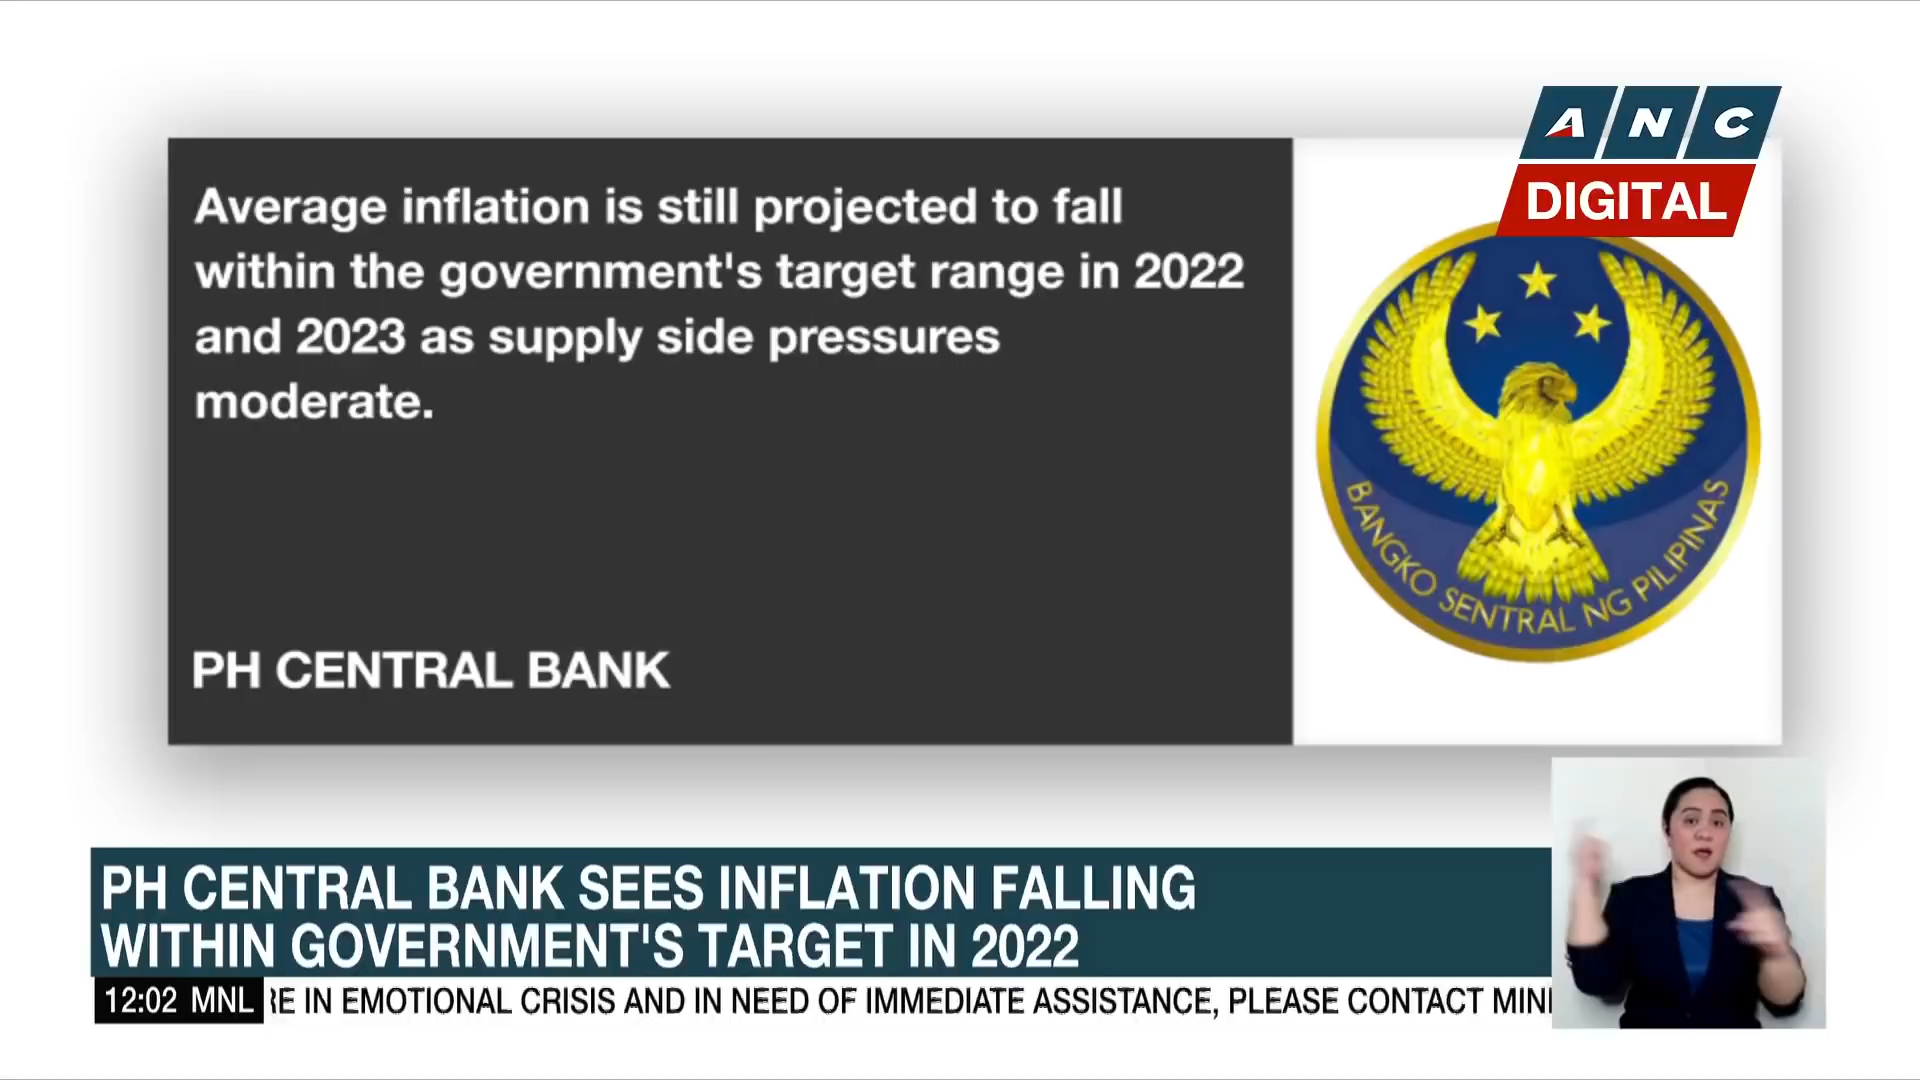 ANC
DIGITAL
Average inflation is still projected to fall
within the government's target range in 2022
and 2023 as supply side pressures
moderate.
PH CENTRAL BANK
BANGKO SENTRAL NG PILIPINAS
PH CENTRAL BANK SEES INFLATION FALLING
WITHIN GOVERNMENT'S TARGET IN 2022
12:02 MNL
IN EMOTIONAL CRISIS AND IN NEED OF IMMEDIATE ASSISTANCE, PLEASE CONTACT